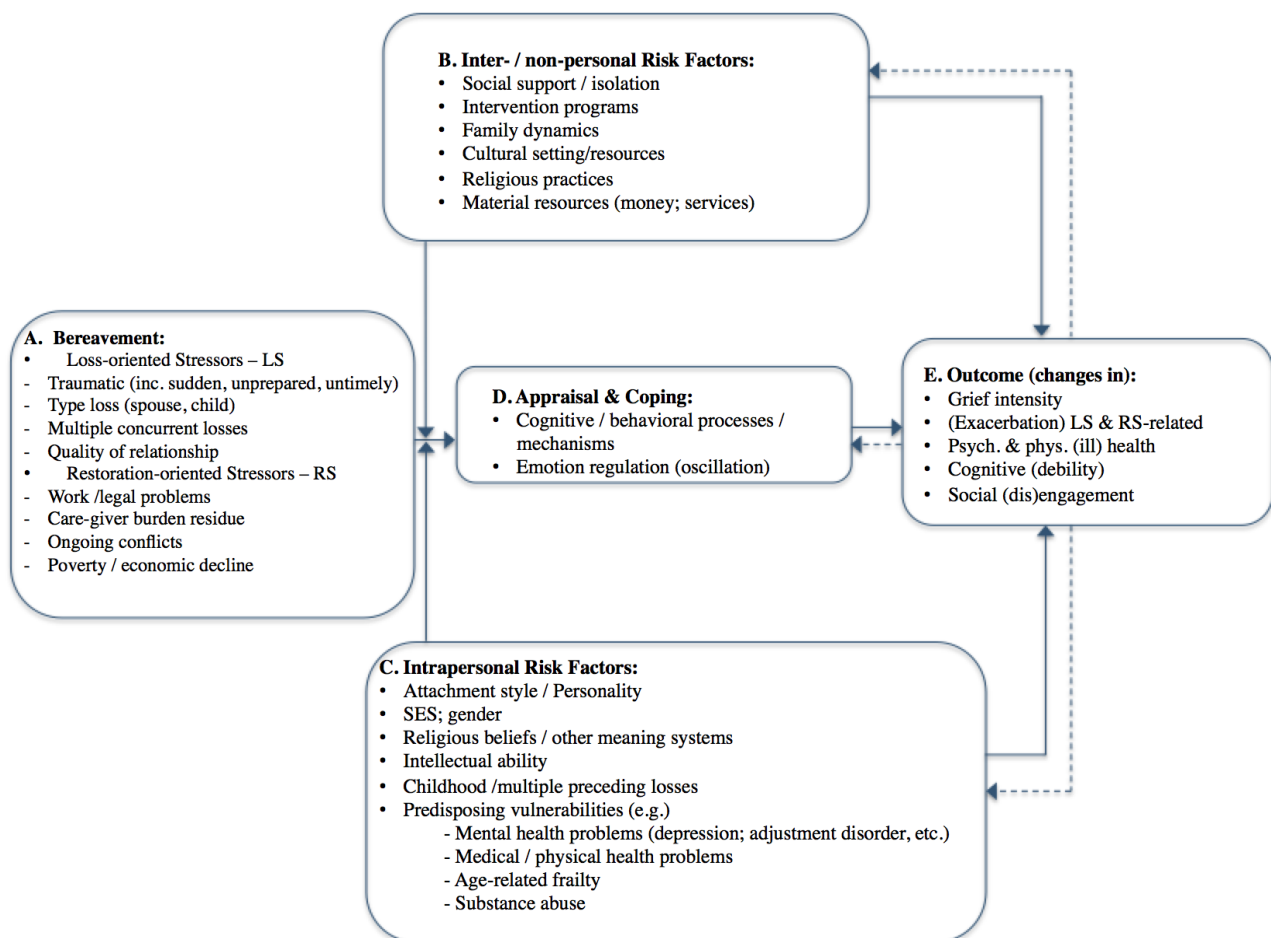 B. Inter- / non-personal Risk Factors:
• Social support / isolation
• Intervention programs
• Family dynamics
• Cultural setting/resources
• Religious practices
• Material resources (money; services)
A. Bereavement:
• Loss-oriented Stressors – LS
- Traumatic (inc. sudden, unprepared, untimely)
- Type loss (spouse, child)
- Multiple concurrent losses
- Quality of relationship
• Restoration-oriented Stressors – RS
- Work /legal problems
- Care-giver burden residue
- Ongoing conflicts
- Poverty / economic decline
D. Appraisal & Coping:
• Cognitive / behavioral processes /
mechanisms
• Emotion regulation (oscillation)
E. Outcome (changes in):
• Grief intensity
• (Exacerbation) LS & RS-related
• Psych. & phys. (ill) health
• Cognitive (debility)
• Social (dis)engagement
C. Intrapersonal Risk Factors:
• Attachment style / Personality
• SES; gender
• Religious beliefs / other meaning systems
• Intellectual ability
• Childhood /multiple preceding losses
• Predisposing vulnerabilities (e.g.)
- Mental health problems (depression; adjustment disorder, etc.)
- Medical / physical health problems
- Age-related frailty
- Substance abuse